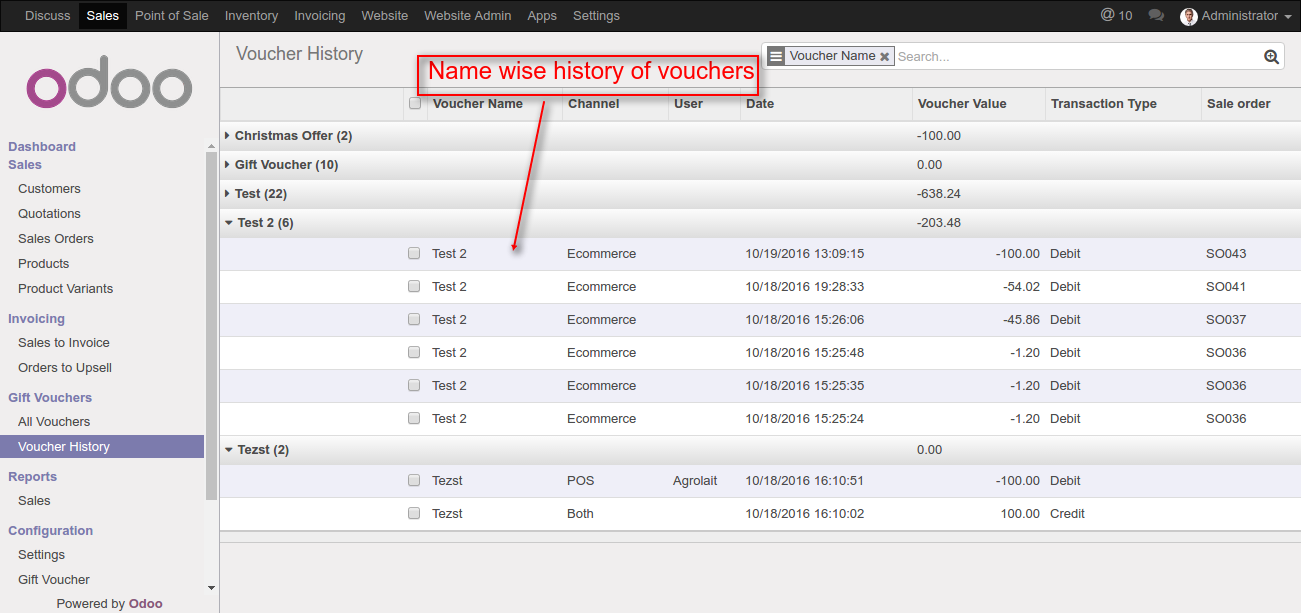 Discuss Sales Point of Sale Inventory Invoicing Website Website Admin Apps Settings @ 10 Administrator
odoo
Dashboard
Sales
Customers
Quotations
Sales Orders
Products
Product Variants
Invoicing
Sales to Invoice
Orders to Upsell
Gift Vouchers
All Vouchers
Voucher History
Reports
Sales
Configuration
Settings
Gift Voucher
Powered by Odoo
Voucher History
Voucher Name Search...
Name wise history of vouchers
Voucher Name Channel User Date Voucher Value Transaction Type Sale order
Christmas Offer (2) -100.00
Gift Voucher (10) 0.00
Test (22) -638.24
Test 2 (6) -203.48
Test 2 Ecommerce 10/19/2016 13:09:15 -100.00 Debit SO043
Test 2 Ecommerce 10/18/2016 19:28:33 -54.02 Debit SO041
Test 2 Ecommerce 10/18/2016 15:26:06 -45.86 Debit SO037
Test 2 Ecommerce 10/18/2016 15:25:48 -1.20 Debit SO036
Test 2 Ecommerce 10/18/2016 15:25:35 -1.20 Debit SO036
Test 2 Ecommerce 10/18/2016 15:25:24 -1.20 Debit SO036
Tezst (2) 0.00
Tezst POS Agrolait 10/18/2016 16:10:51 -100.00 Debit
Tezst Both 10/18/2016 16:10:02 100.00 Credit